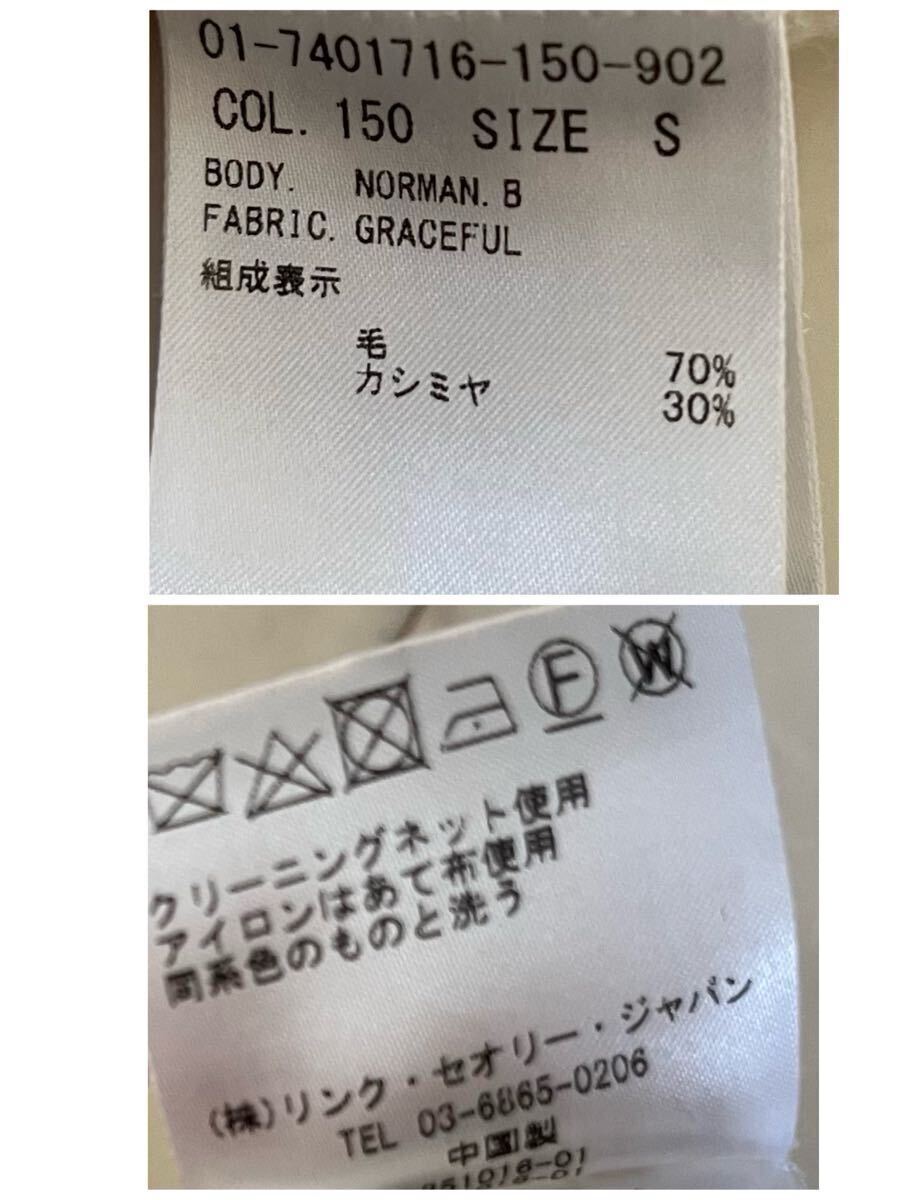 01-7401716-150-902
COL. 150 SIZE S
BODY. NORMAN. B
FABRIC. GRACEFUL
組成表示
毛 70%
カシミヤ 30%
F W
クリーニングネット使用
アイロンはあて布使用
同系色のものと洗う
(株)リンク・セオリー・ジャパン
TEL 03-6865-0206
中国製